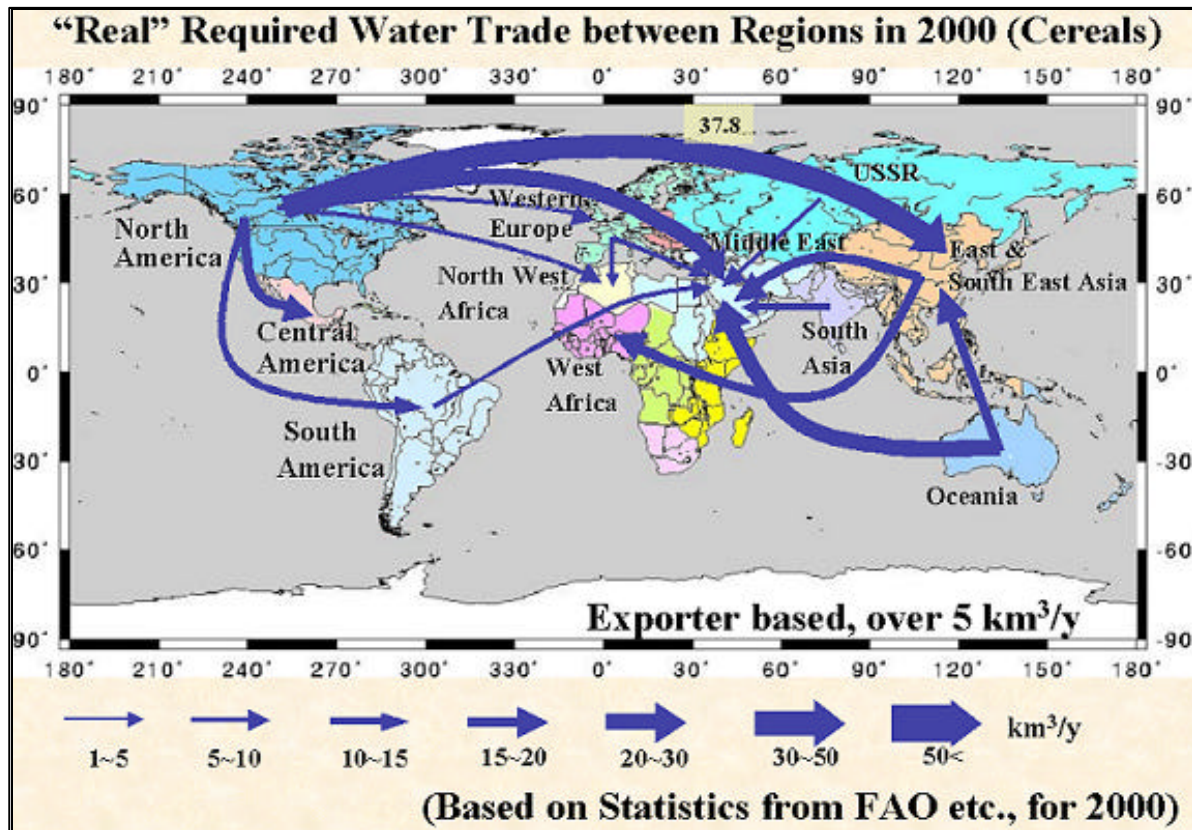 “Real” Required Water Trade between Regions in 2000 (Cereals)
180˚ 210˚ 240˚ 270˚ 300˚ 330˚ 0˚ 30˚ 60˚ 90˚ 120˚ 150˚ 180˚
90˚ 90˚
37.8
USSR
60˚ 60˚
Western
Europe
North
America
Middle East
East &
South East Asia
30˚ 30˚
North West
Africa
Central
America
South
Asia
West
Africa
0˚ 0˚
South
America
-30˚ -30˚
Oceania
60˚ 60˚
Exporter based, over 5 km³/y
90˚ -90˚
180˚ 210˚ 240˚ 270˚ 300˚ 330˚ 0˚ 30˚ 60˚ 90˚ 120˚ 150˚ 180˚
km³/y
1~5 5~10 10~15 15~20 20~30 30~50 50<
(Based on Statistics from FAO etc., for 2000)